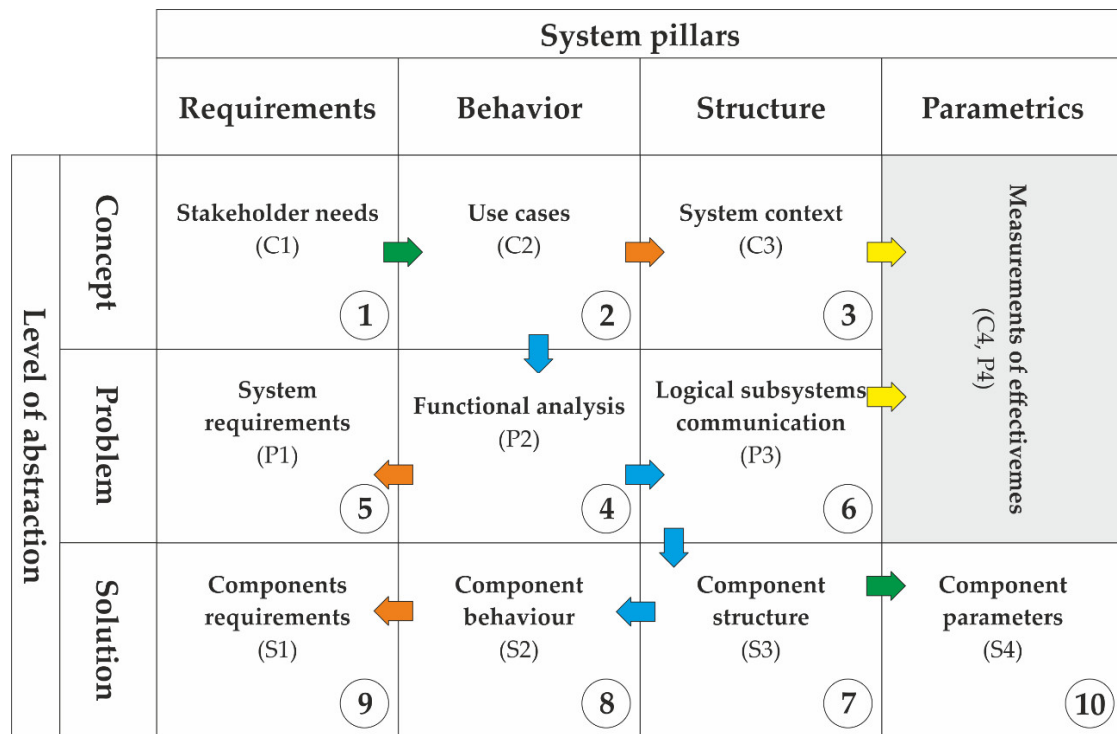 System pillars
Requirements
Behavior
Structure
Parametrics
Level of abstraction
Concept
Stakeholder needs
(C1)
1
Use cases
(C2)
2
System context
(C3)
3
Measurements of effectivemes
(C4, P4)
Problem
System
requirements
(P1)
5
Functional analysis
(P2)
4
Logical subsystems
communication
(P3)
6
Solution
Components
requirements
(S1)
9
Component
behaviour
(S2)
8
Component
structure
(S3)
7
Component
parameters
(S4)
10